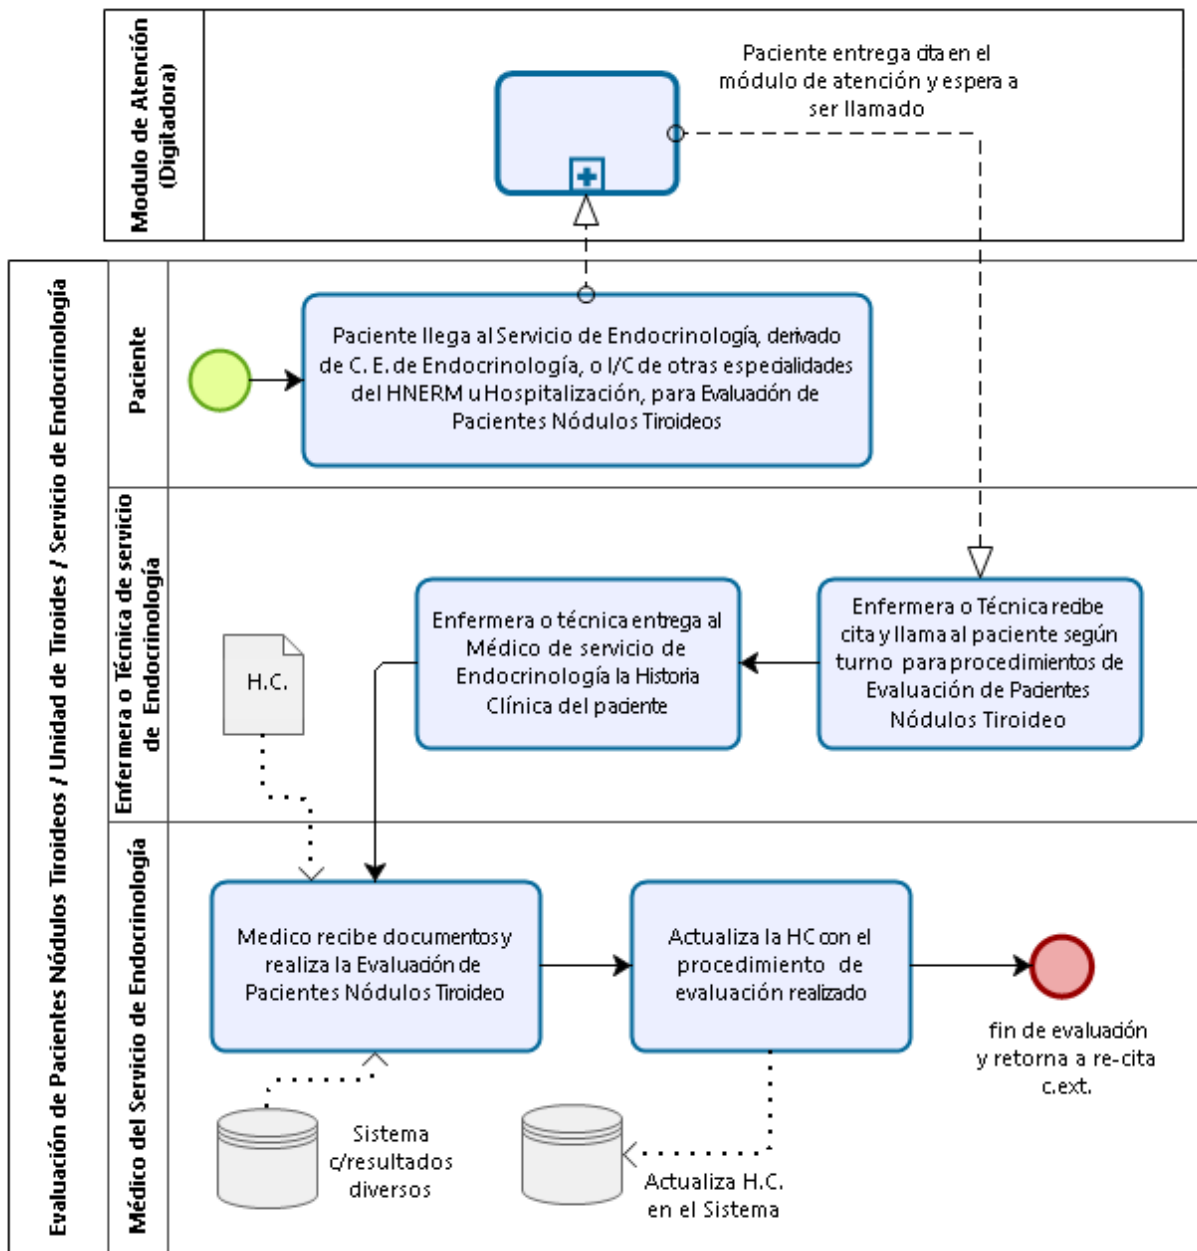 Modulo de Atención
(Digitadora)
Paciente entrega cita en el
módulo de atención y espera a
ser llamado
Evaluación de Pacientes Nódulos Tiroideos / Unidad de Tiroides / Servicio de Endocrinología
Paciente
Paciente llega al Servicio de Endocrinología, derivado
de C. E. de Endocrinología, o I/C de otras especialidades
del HNERM u Hospitalización, para Evaluación de
Pacientes Nódulos Tiroideos
Enfermera o Técnica de servicio
de Endocrinología
H.C.
Enfermera o técnica entrega al
Médico de servicio de
Endocrinología la Historia
Clínica del paciente
Enfermera o Técnica recibe
cita y llama al paciente según
turno para procedimientos de
Evaluación de Pacientes
Nódulos Tiroideo
Médico del Servicio de Endocrinología
Medico recibe documentos y
realiza la Evaluación de
Pacientes Nódulos Tiroideo
Actualiza la HC con el
procedimiento de
evaluación realizado
fin de evaluación
y retorna a re-cita
c.ext.
Sistema
c/resultados
diversos
Actualiza H.C.
en el Sistema